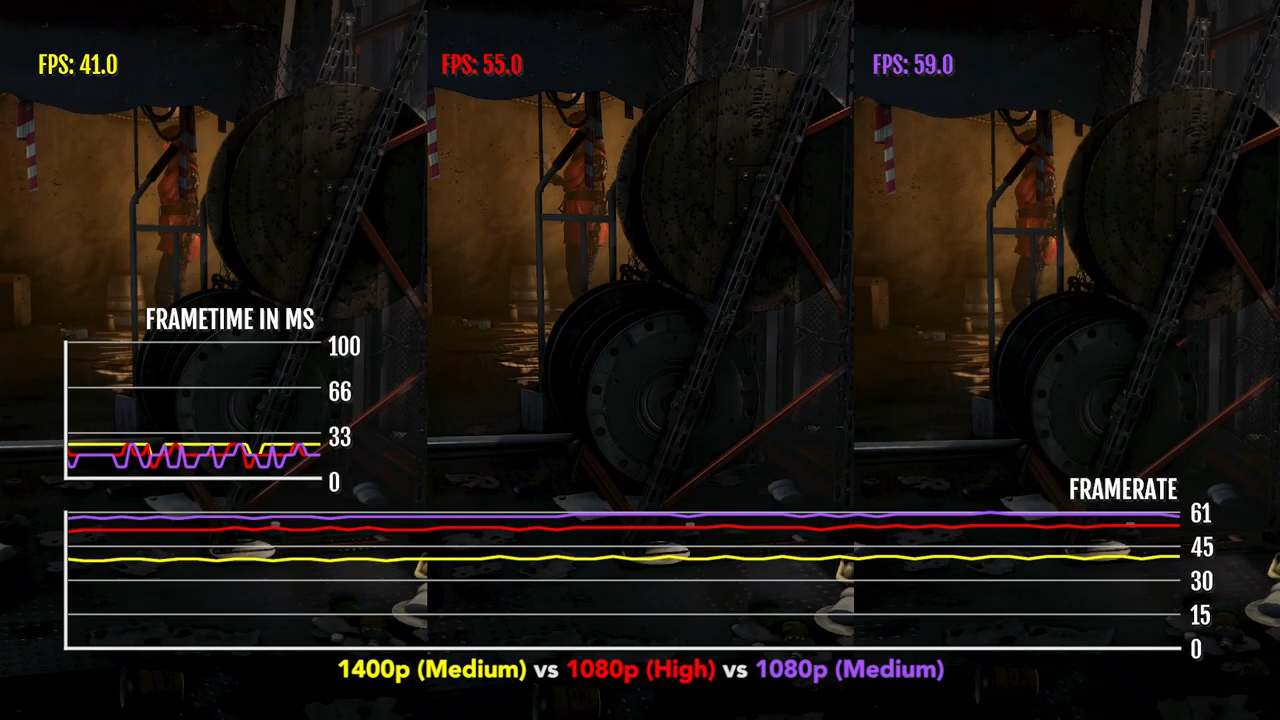 FPS: 41.0
FPS: 55.0
FPS: 59.0
FRAMETIME IN MS
100
66
33
0
FRAMERATE
61
45
30
15
0
1400p (Medium) vs 1080p (High) vs 1080p (Medium)